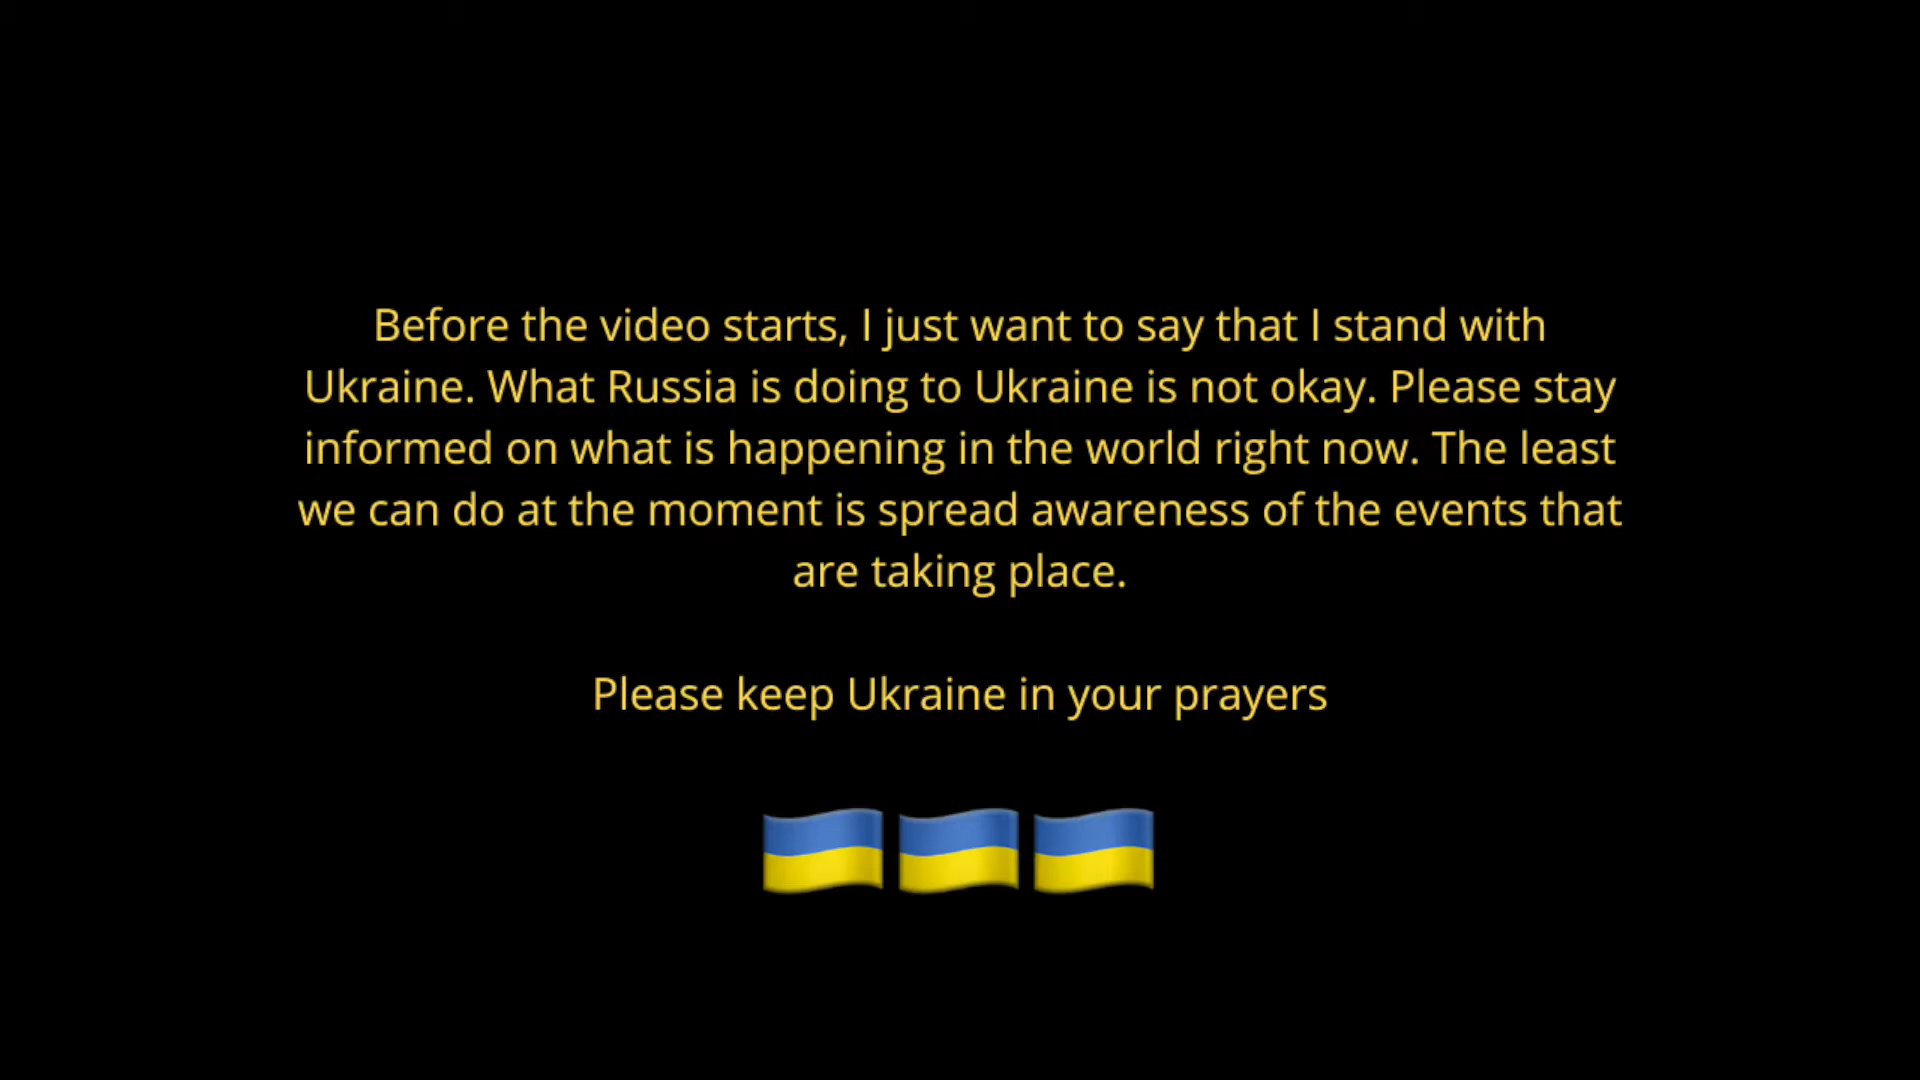 Before the video starts, I just want to say that I stand with
Ukraine. What Russia is doing to Ukraine is not okay. Please stay
informed on what is happening in the world right now. The least
we can do at the moment is spread awareness of the events that
are taking place.
Please keep Ukraine in your prayers